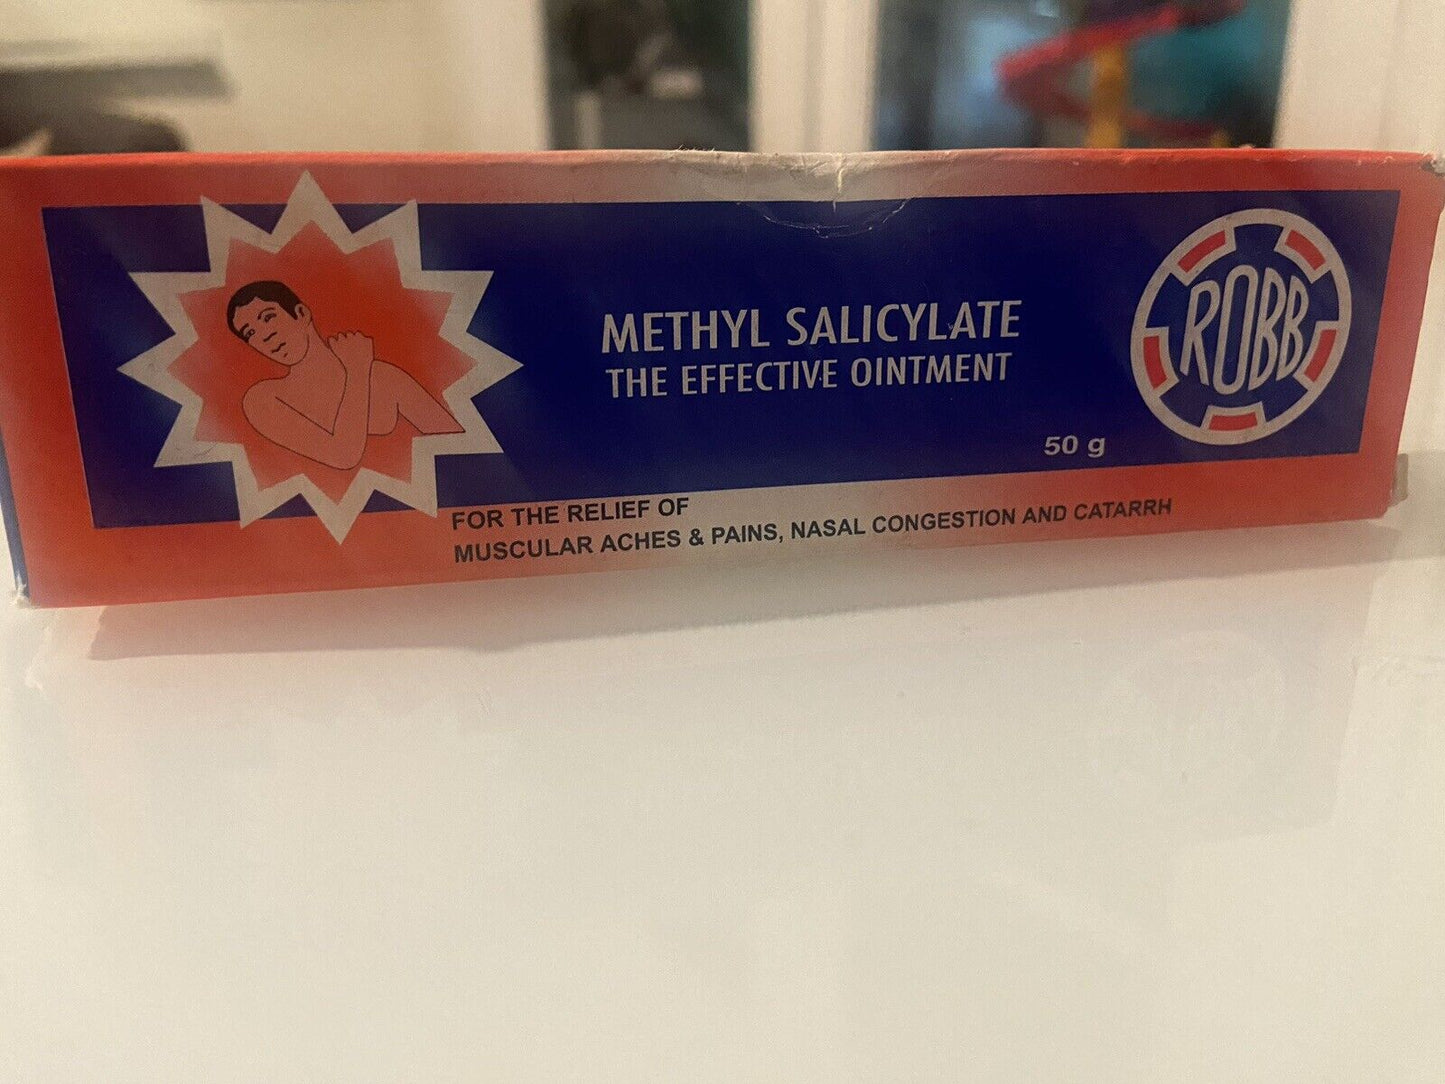 METHYL SALICYLATE
THE EFFECTIVE OINTMENT
ROBB
50 g
FOR THE RELIEF OF
MUSCULAR ACHES & PAINS, NASAL CONGESTION AND CATARRH